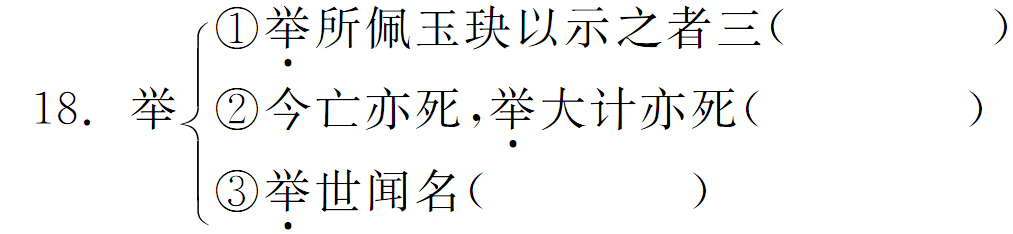 ①举所佩玉玦以示之者三(  )
18. 举②今亡亦死,举大计亦死(  )
③举世闻名(  )